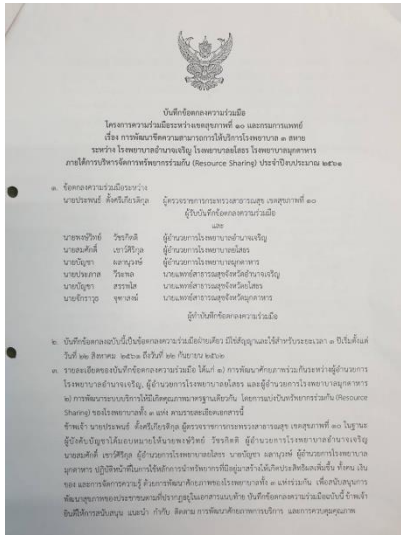 บันทึกข้อตกลงความร่วมมือ
โครงการความร่วมมือระหว่างเขตสุขภาพที่ ๑๐ และกรมการแพทย์
เรื่อง การพัฒนาขีดความสามารถการให้บริการโรงพยาบาล ๓ สหาย
ระหว่าง โรงพยาบาลอำนาจเจริญ โรงพยาบาลยโสธร โรงพยาบาลมุกดาหาร
ภายใต้การบริหารจัดการทรัพยากรร่วมกัน (Resource Sharing) ประจำปีงบประมาณ ๒๕๖๑
๑. ข้อตกลงความร่วมมือระหว่าง
นายประพนธ์ ตั้งศรีเกียรติกุล ผู้ตรวจราชการกระทรวงสาธารณสุข เขตสุขภาพที่ ๑๐
ผู้รับบันทึกข้อตกลงความร่วมมือ
และ
นายพงษ์วิทย์ วัชรกิตติ ผู้อำนวยการโรงพยาบาลอำนาจเจริญ
นายสมศักดิ์ เชาว์ศิริกุล ผู้อำนวยการโรงพยาบาลยโสธร
นายบัญชา ผลานุวงษ์ ผู้อำนวยการโรงพยาบาลมุกดาหาร
นายประภาส วีระพล นายแพทย์สาธารณสุขจังหวัดอำนาจเจริญ
นายบัญชา สรรพโส นายแพทย์สาธารณสุขจังหวัดยโสธร
นายจักราวุธ จุฑาสงฆ์ นายแพทย์สาธารณสุขจังหวัดมุกดาหาร
ผู้ทำบันทึกข้อตกลงความร่วมมือ
๒. บันทึกข้อตกลงฉบับนี้เป็นข้อตกลงความร่วมมือฝ่ายเดียว มิใช่สัญญาและใช้สำหรับระยะเวลา ๑ ปีเริ่มตั้งแต่
วันที่ ๒๒ สิงหาคม ๒๕๖๑ ถึงวันที่ ๒๒ กันยายน ๒๕๖๒
๓. รายละเอียดของบันทึกข้อตกลงความร่วมมือ ได้แก่ ๑) การพัฒนาศักยภาพร่วมกันระหว่างผู้อำนวยการ
โรงพยาบาลอำนาจเจริญ, ผู้อำนวยการโรงพยาบาลยโสธร และผู้อำนวยการโรงพยาบาลมุกดาหาร
๒) การพัฒนาระบบบริการให้มีเกิดคุณภาพมาตรฐานเดียวกัน โดยการแบ่งปันทรัพยากรร่วมกัน (Resource
Sharing) ของโรงพยาบาลทั้ง ๓ แห่ง ตามรายละเอียดเอกสารนี้
ข้าพเจ้า นายประพนธ์ ตั้งศรีเกียรติกุล ผู้ตรวจราชการกระทรวงสาธารณสุข เขตสุขภาพที่ ๑๐ ในฐานะ
ผู้บังคับบัญชาได้มอบหมายให้นายพงษ์วิทย์ วัชรกิตติ ผู้อำนวยการโรงพยาบาลอำนาจเจริญ
นายสมศักดิ์ เชาว์ศิริกุล ผู้อำนวยการโรงพยาบาลยโสธร นายบัญชา ผลานุวงษ์ ผู้อำนวยการโรงพยาบาล
มุกดาหาร ปฏิบัติหน้าที่ในการใช้หลักการนำทรัพยากรที่มีอยู่มาสร้างให้เกิดประสิทธิผลเพิ่มขึ้น ทั้งคน เงิน
ของ และการจัดการความรู้ ด้วยการพัฒนาศักยภาพของโรงพยาบาลทั้ง ๓ แห่งร่วมกัน เพื่อสนับสนุนการ
พัฒนาสุขภาพของประชาชนตามที่ปรากฏอยู่ในเอกสารแนบท้าย บันทึกข้อตกลงความร่วมมือฉบับนี้ ข้าพเจ้า
ยินดีให้การสนับสนุน แนะนำ กำกับ ติดตาม การพัฒนาศักยภาพการบริการ และการควบคุมคุณภาพ